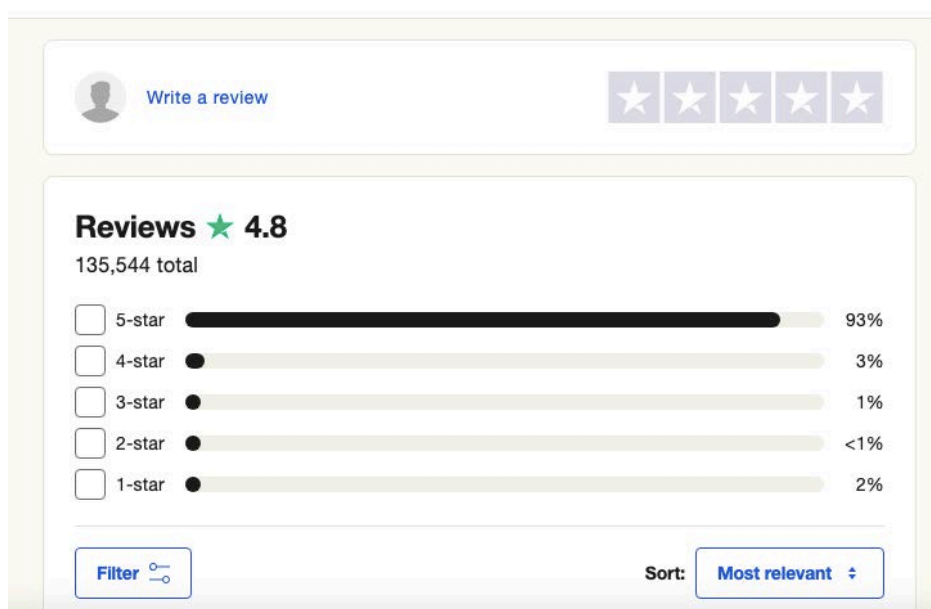 Write a review
Reviews 4.8
135,544 total
5-star 93%
4-star 3%
3-star 1%
2-star <1%
1-star 2%
Filter Sort: Most relevant